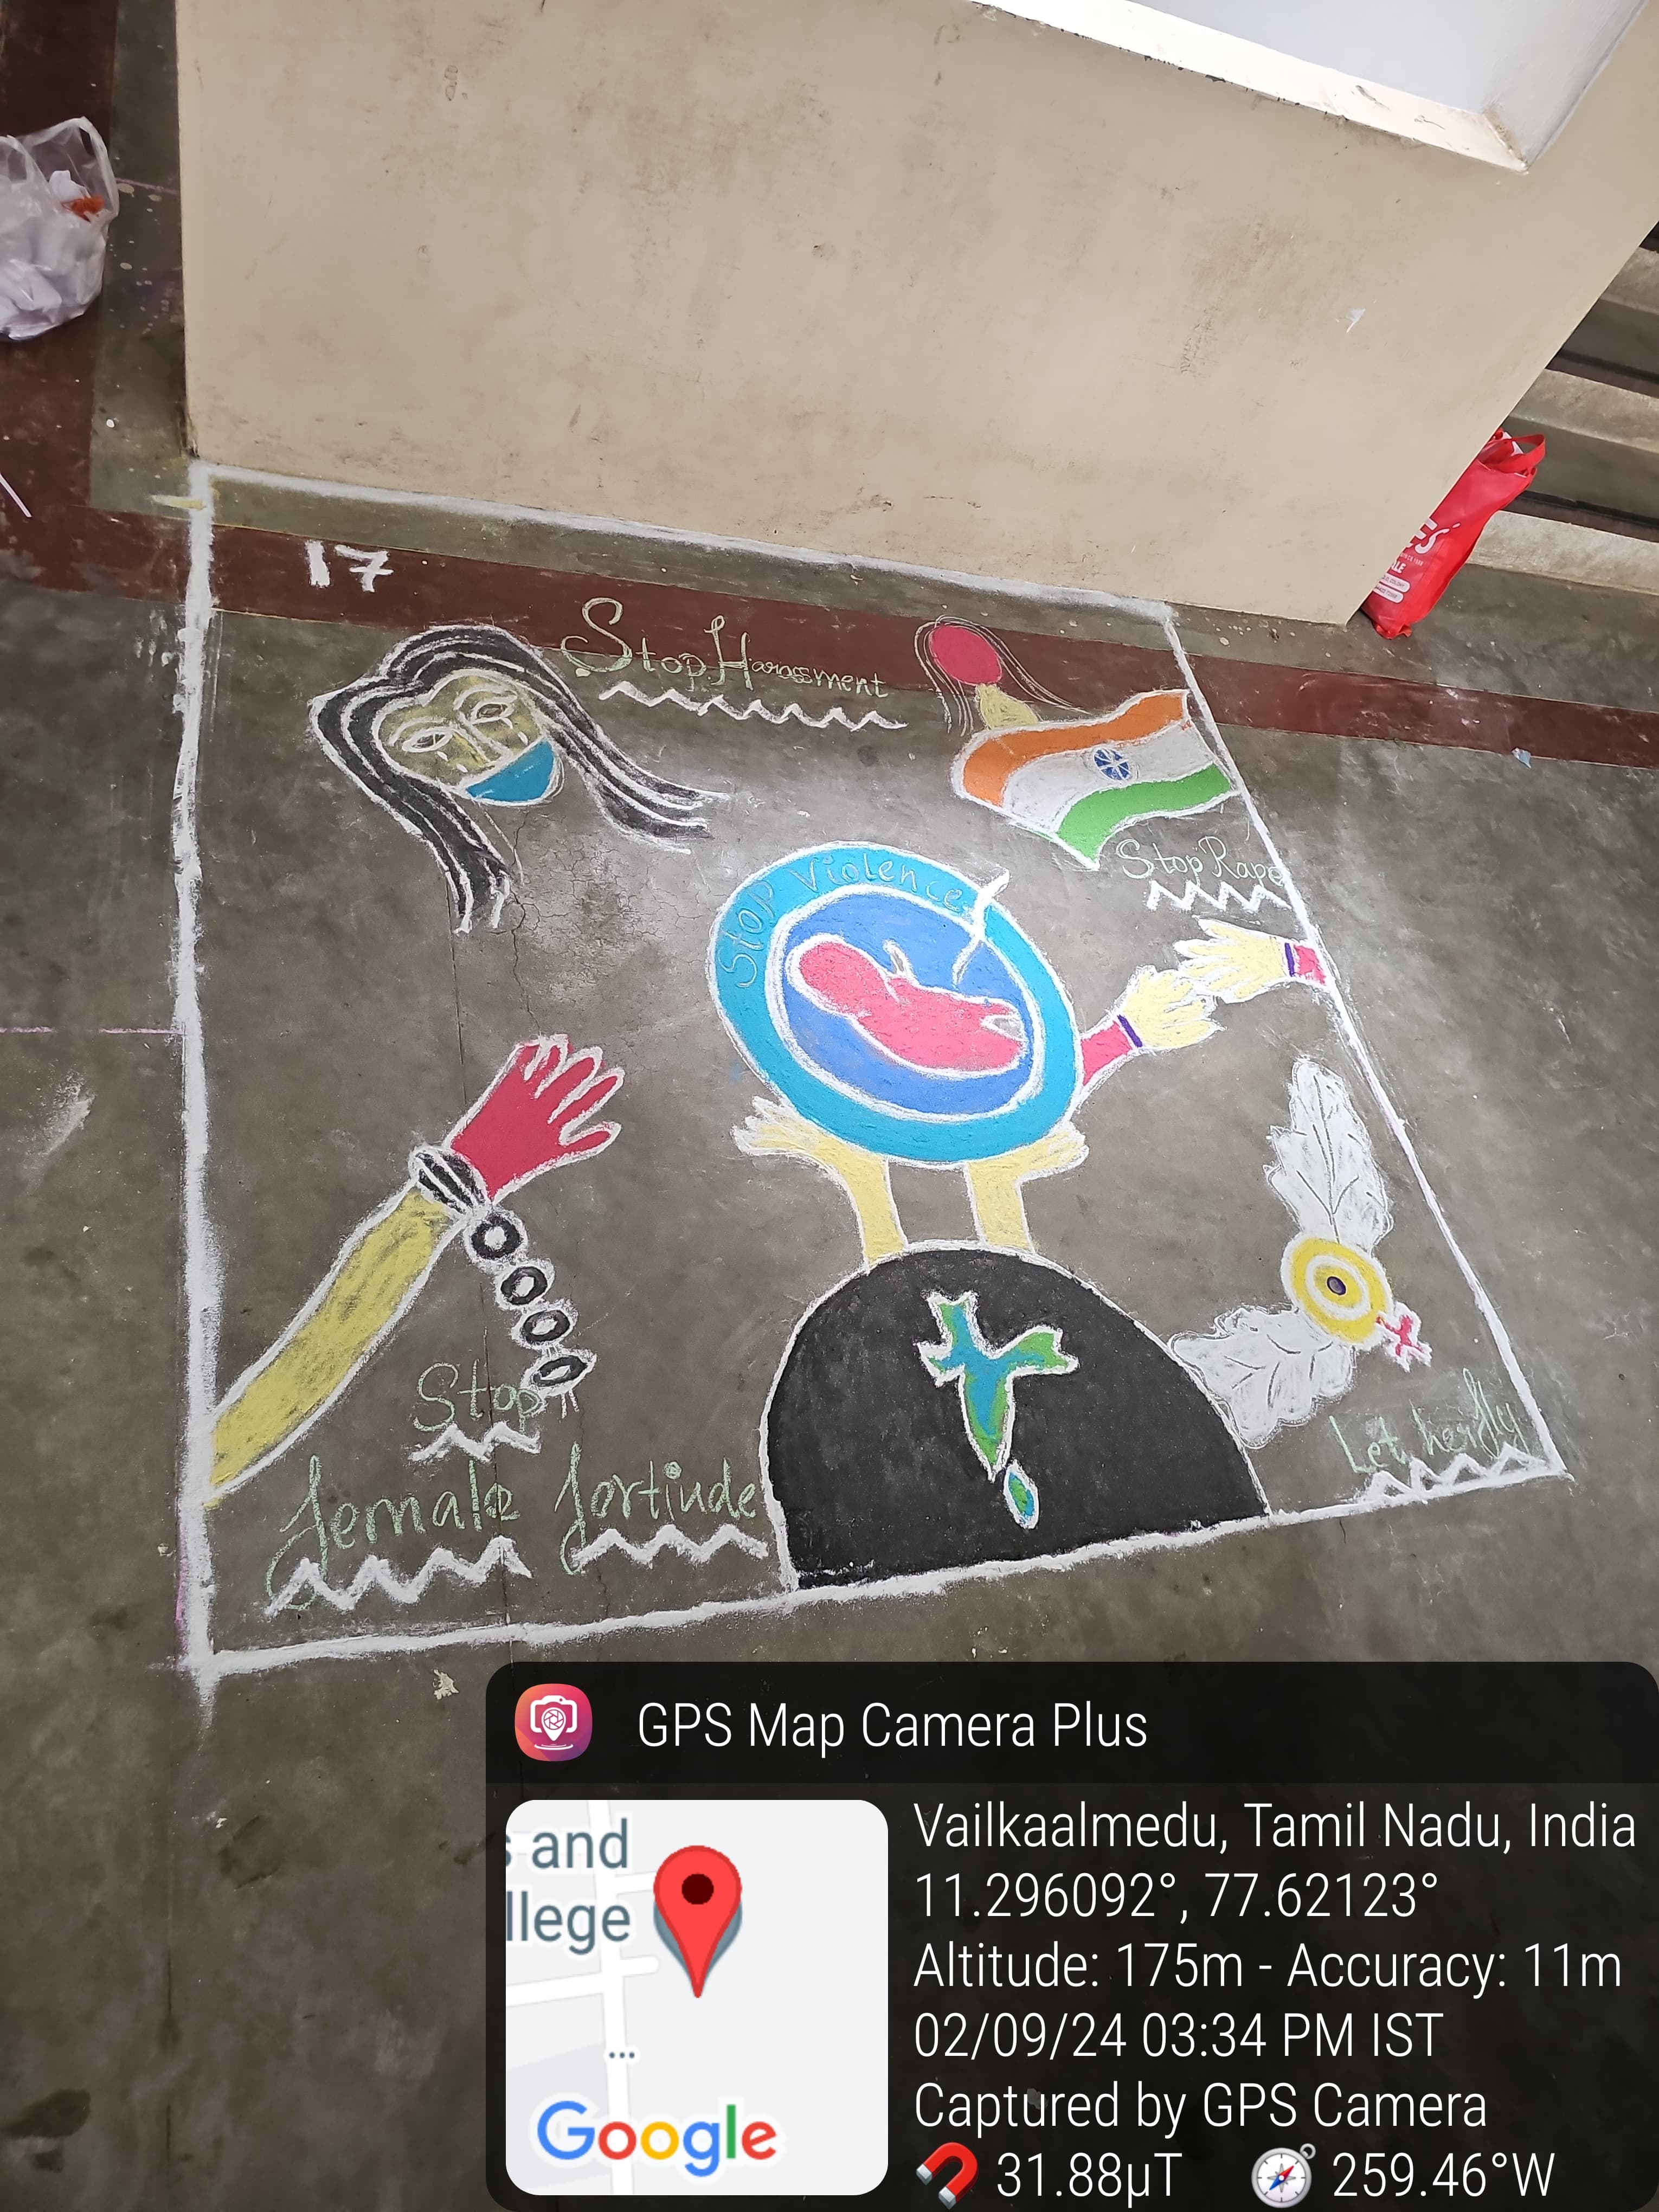 17
Stop Harassment
Stop Rape
Stop Violence
Stop
female fortiude
Let her fly
GPS Map Camera Plus
s and
llege
Google
Vailkaalmedu, Tamil Nadu, India
11.296092°, 77.62123°
Altitude: 175m - Accuracy: 11m
02/09/24 03:34 PM IST
Captured by GPS Camera
31.88µT 259.46°W